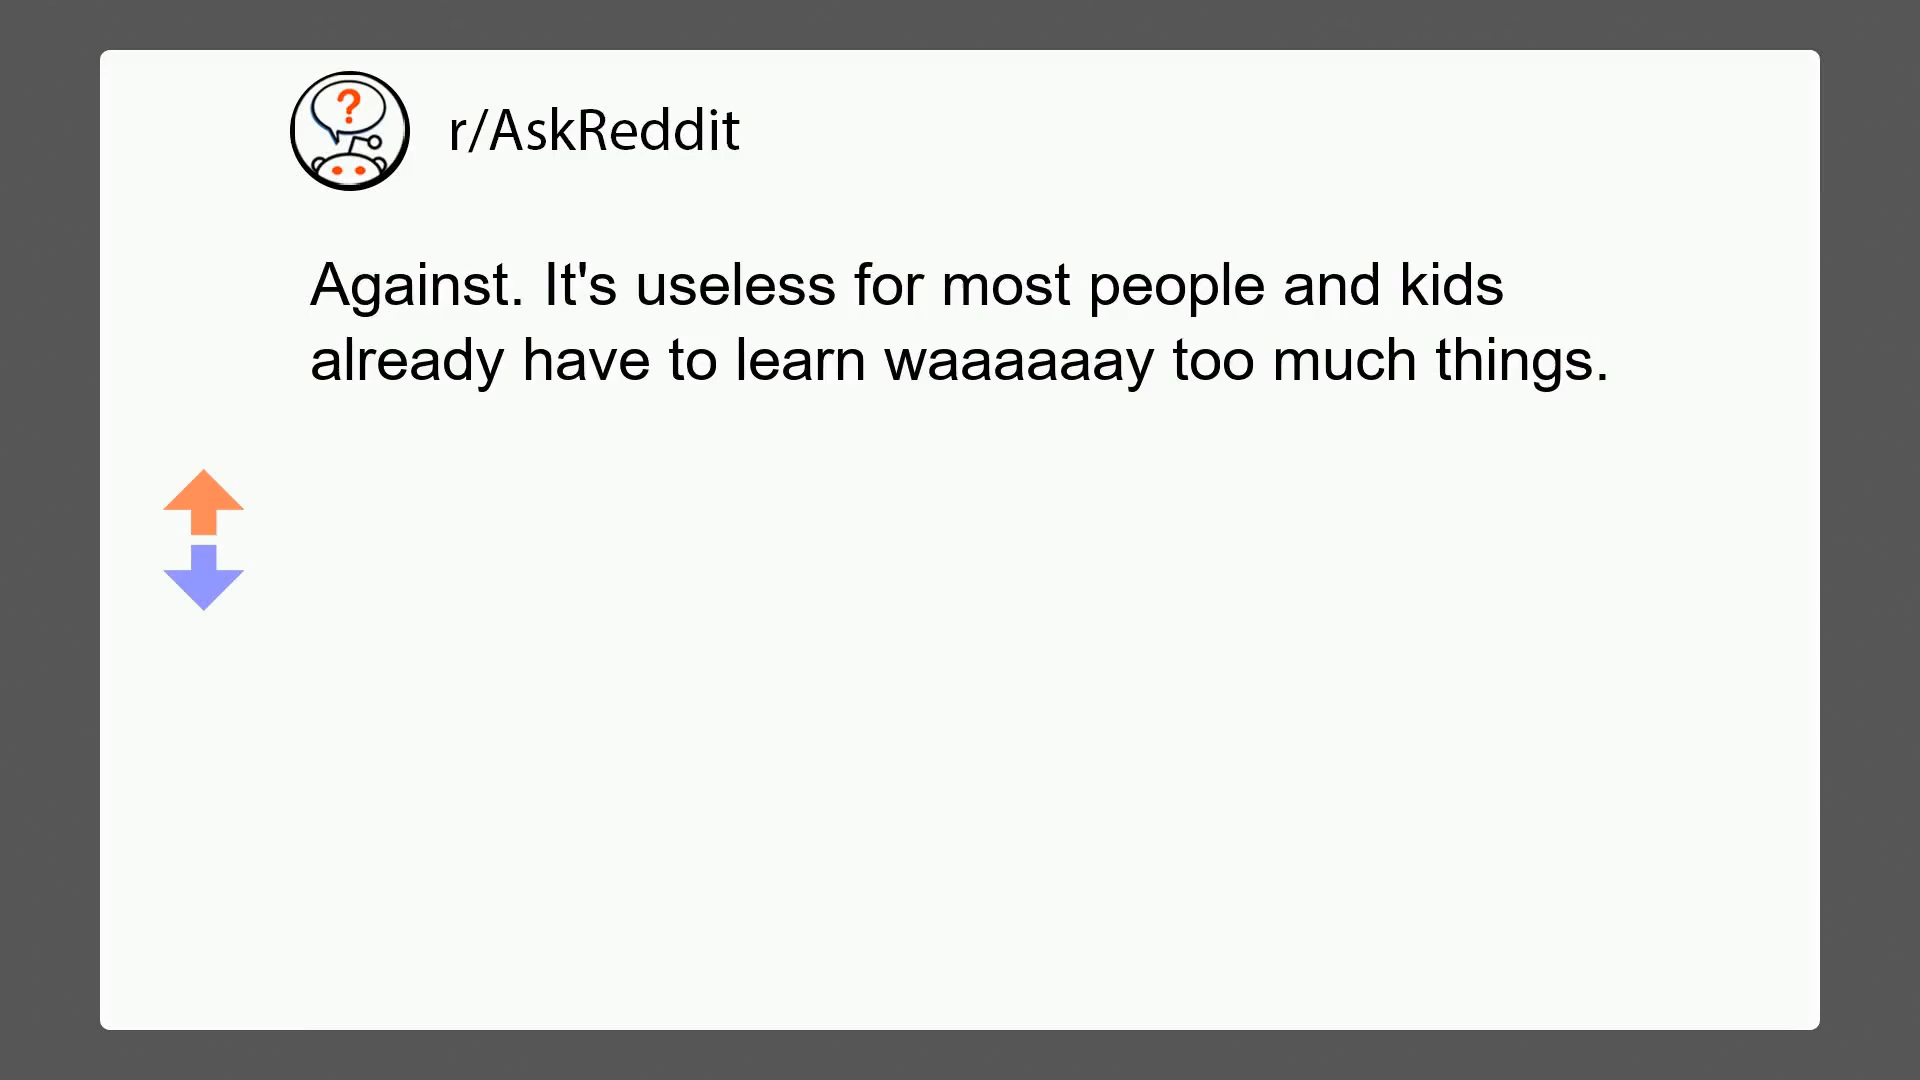 r/AskReddit
Against. It's useless for most people and kids
already have to learn waaaaaay too much things.